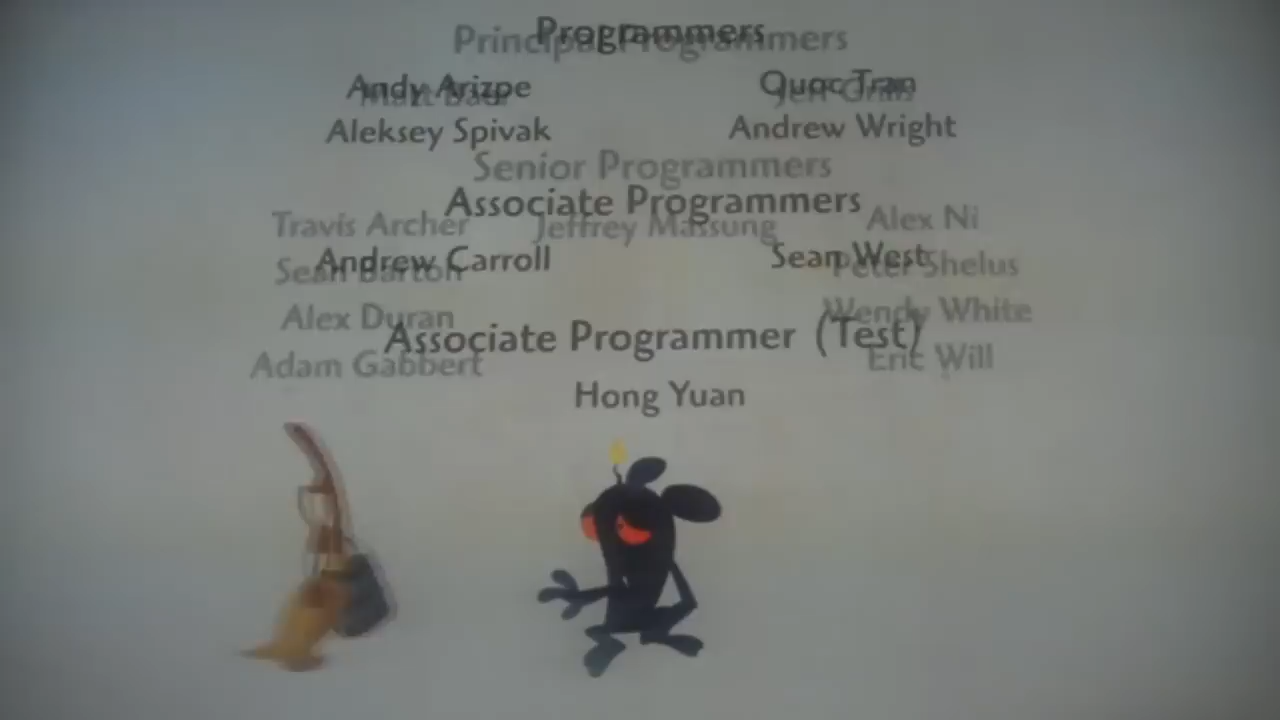 Programmers
Principal Programmers
Andy Arizpe Quoc Tran
Aleksey Spivak Andrew Wright
Senior Programmers
Associate Programmers
Travis Archer Jeffrey Massung Alex Ni
Andrew Carroll Sean West
Sean Barton Peter Shelus
Alex Duran Wendy White
Associate Programmer (Test)
Adam Gabbert Eric Will
Hong Yuan